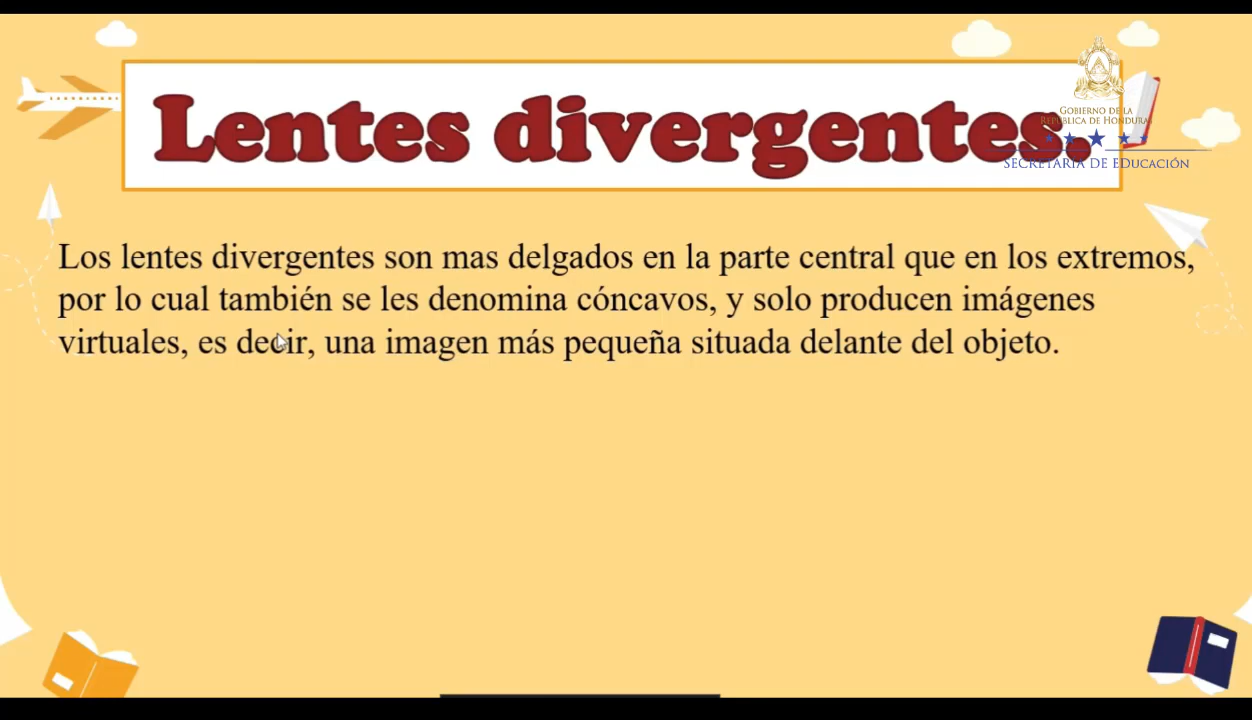 Lentes divergentes.
GOBIERNO DE LA
REPÚBLICA DE HONDURAS
SECRETARÍA DE EDUCACIÓN
Los lentes divergentes son mas delgados en la parte central que en los extremos,
por lo cual también se les denomina cóncavos, y solo producen imágenes
virtuales, es decir, una imagen más pequeña situada delante del objeto.